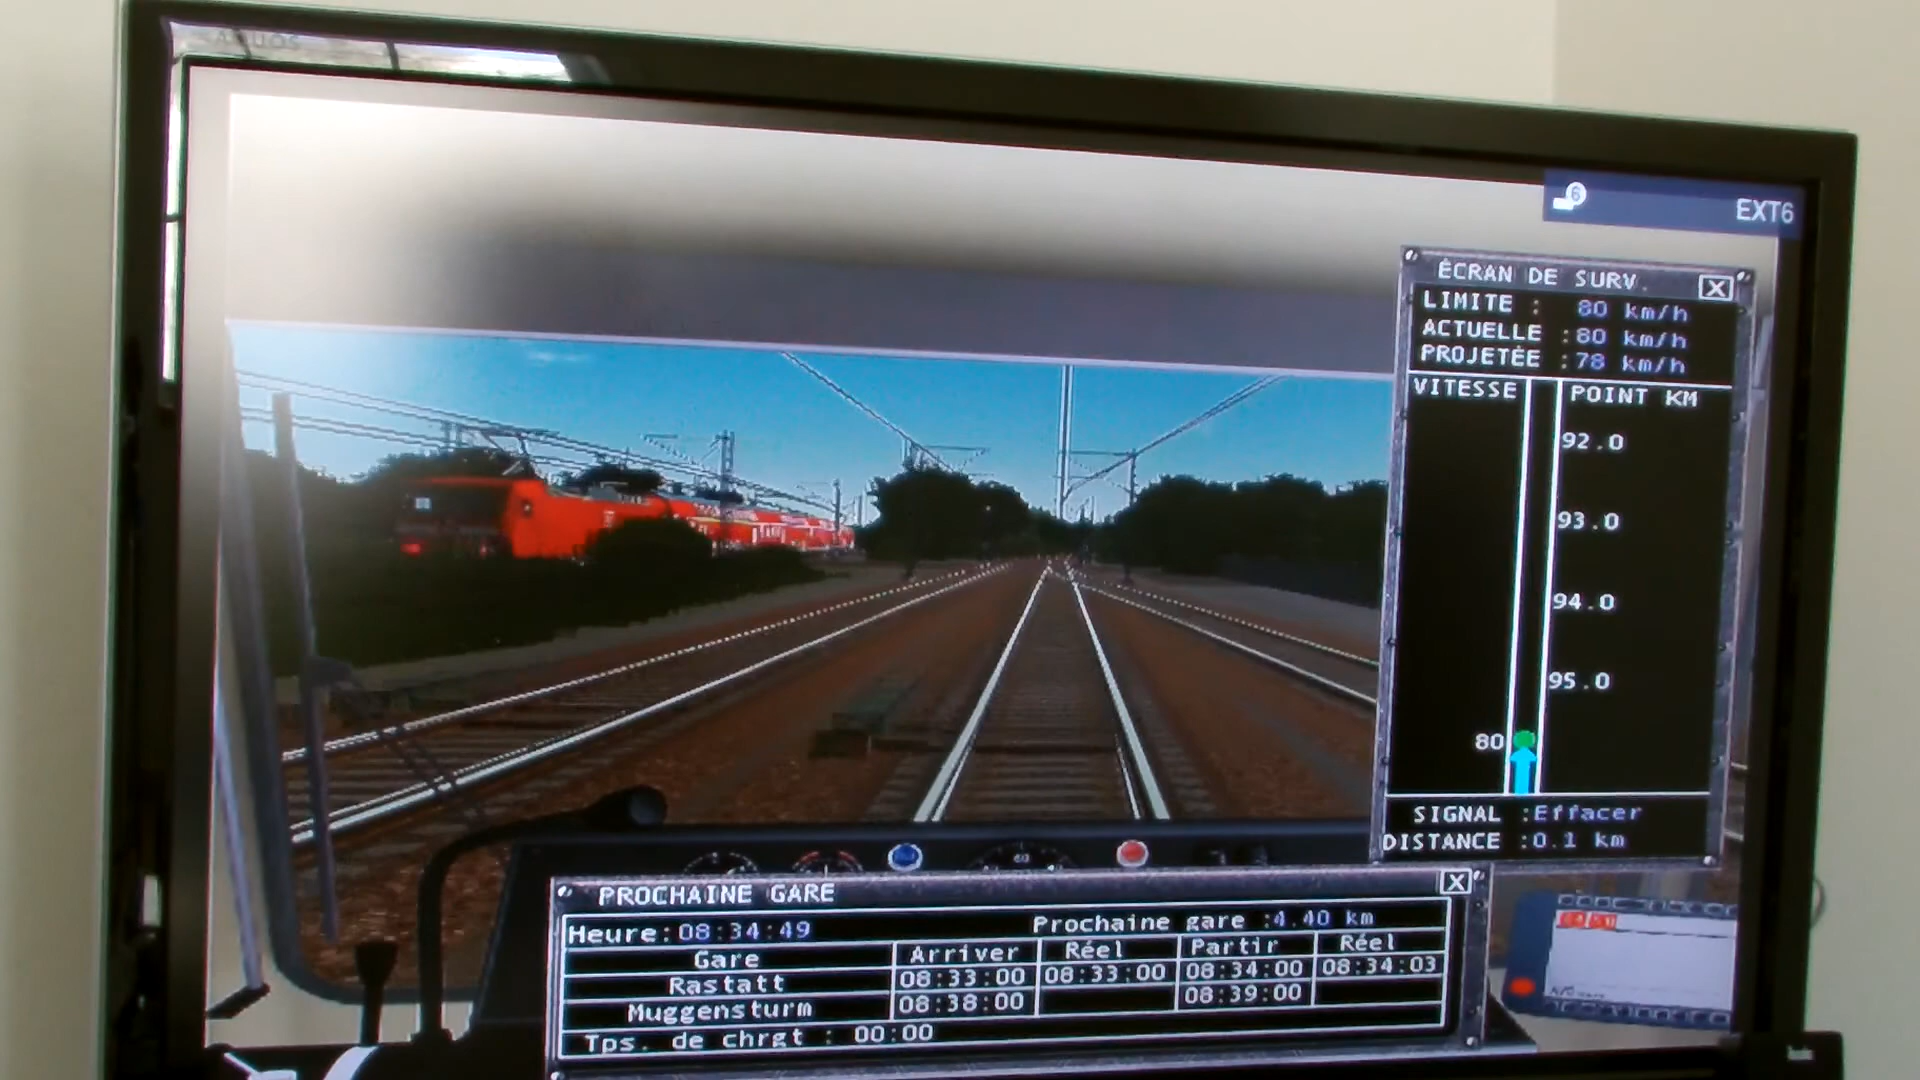 AQUOS
6
EXT6
ÉCRAN DE SURV.
LIMITE : 80 km/h
ACTUELLE :80 km/h
PROJETÉE :78 km/h
VITESSE POINT KM
92.0
93.0
94.0
95.0
80
SIGNAL :Effacer
DISTANCE :0.1 km
PROCHAINE GARE
Heure:08:34:49 Prochaine gare :4.40 km
Gare Arriver Réel Partir Réel
Rastatt 08:33:00 08:33:00 08:34:00 08:34:03
Muggensturm 08:38:00 08:39:00
Tps. de chrgt : 00:00